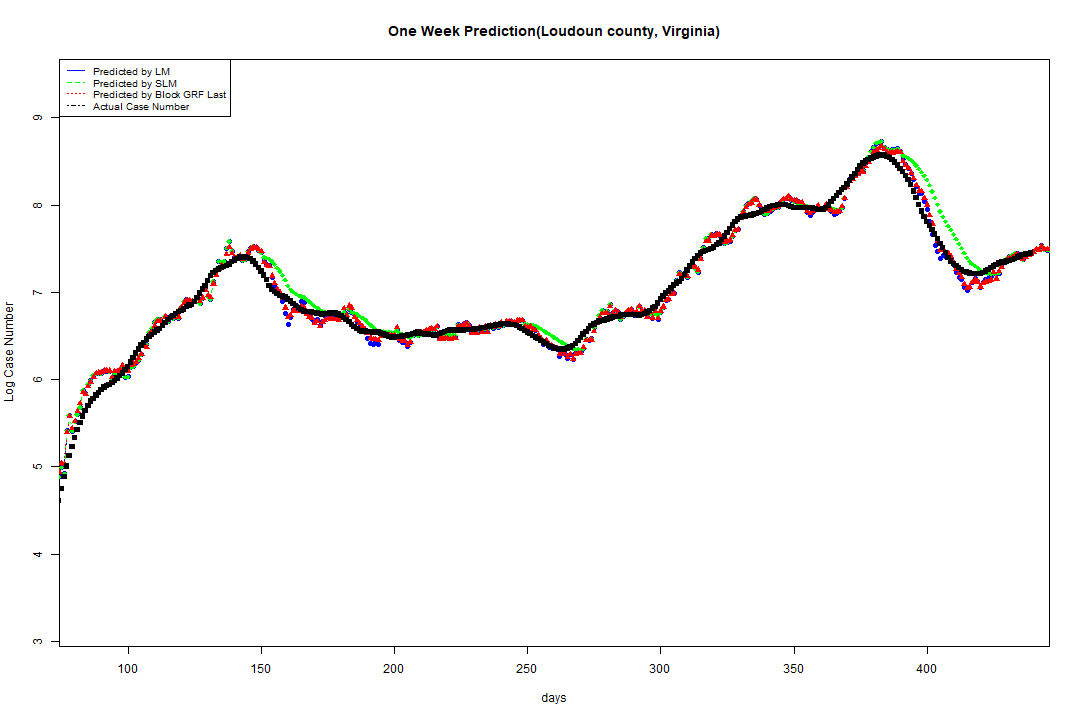 One Week Prediction(Loudoun county, Virginia)
Predicted by LM
Predicted by SLM
Predicted by Block GRF Last
Actual Case Number
9
8
7
6
5
4
3
Log Case Number
100 150 200 250 300 350 400
days